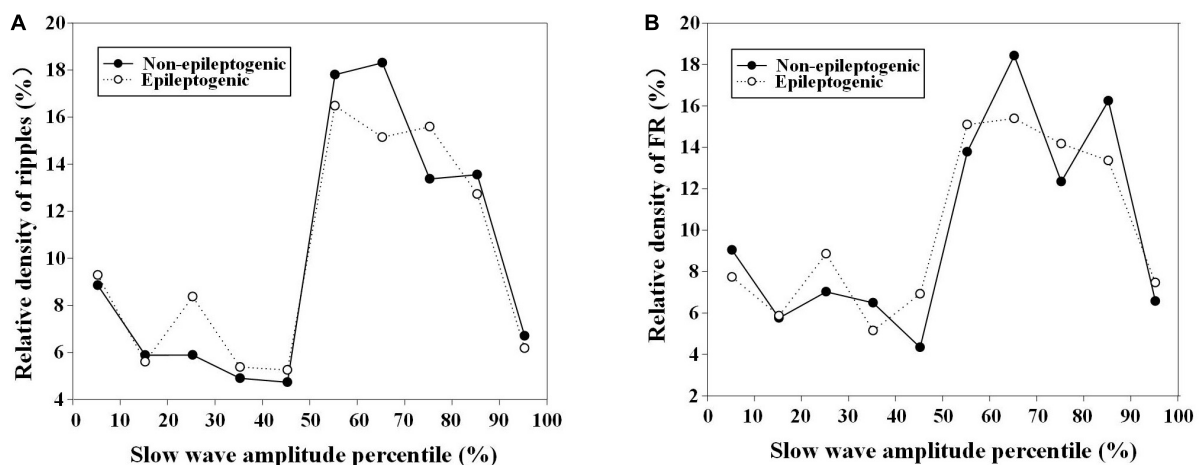 A
Relative density of ripples (%)
20
18
16
14
12
10
8
6
4
Non-epileptogenic
Epileptogenic
0 10 20 30 40 50 60 70 80 90 100
Slow wave amplitude percentile (%)
B
Relative density of FR (%)
20
18
16
14
12
10
8
6
4
2
Non-epileptogenic
Epileptogenic
0 10 20 30 40 50 60 70 80 90 100
Slow wave amplitude percentile (%)